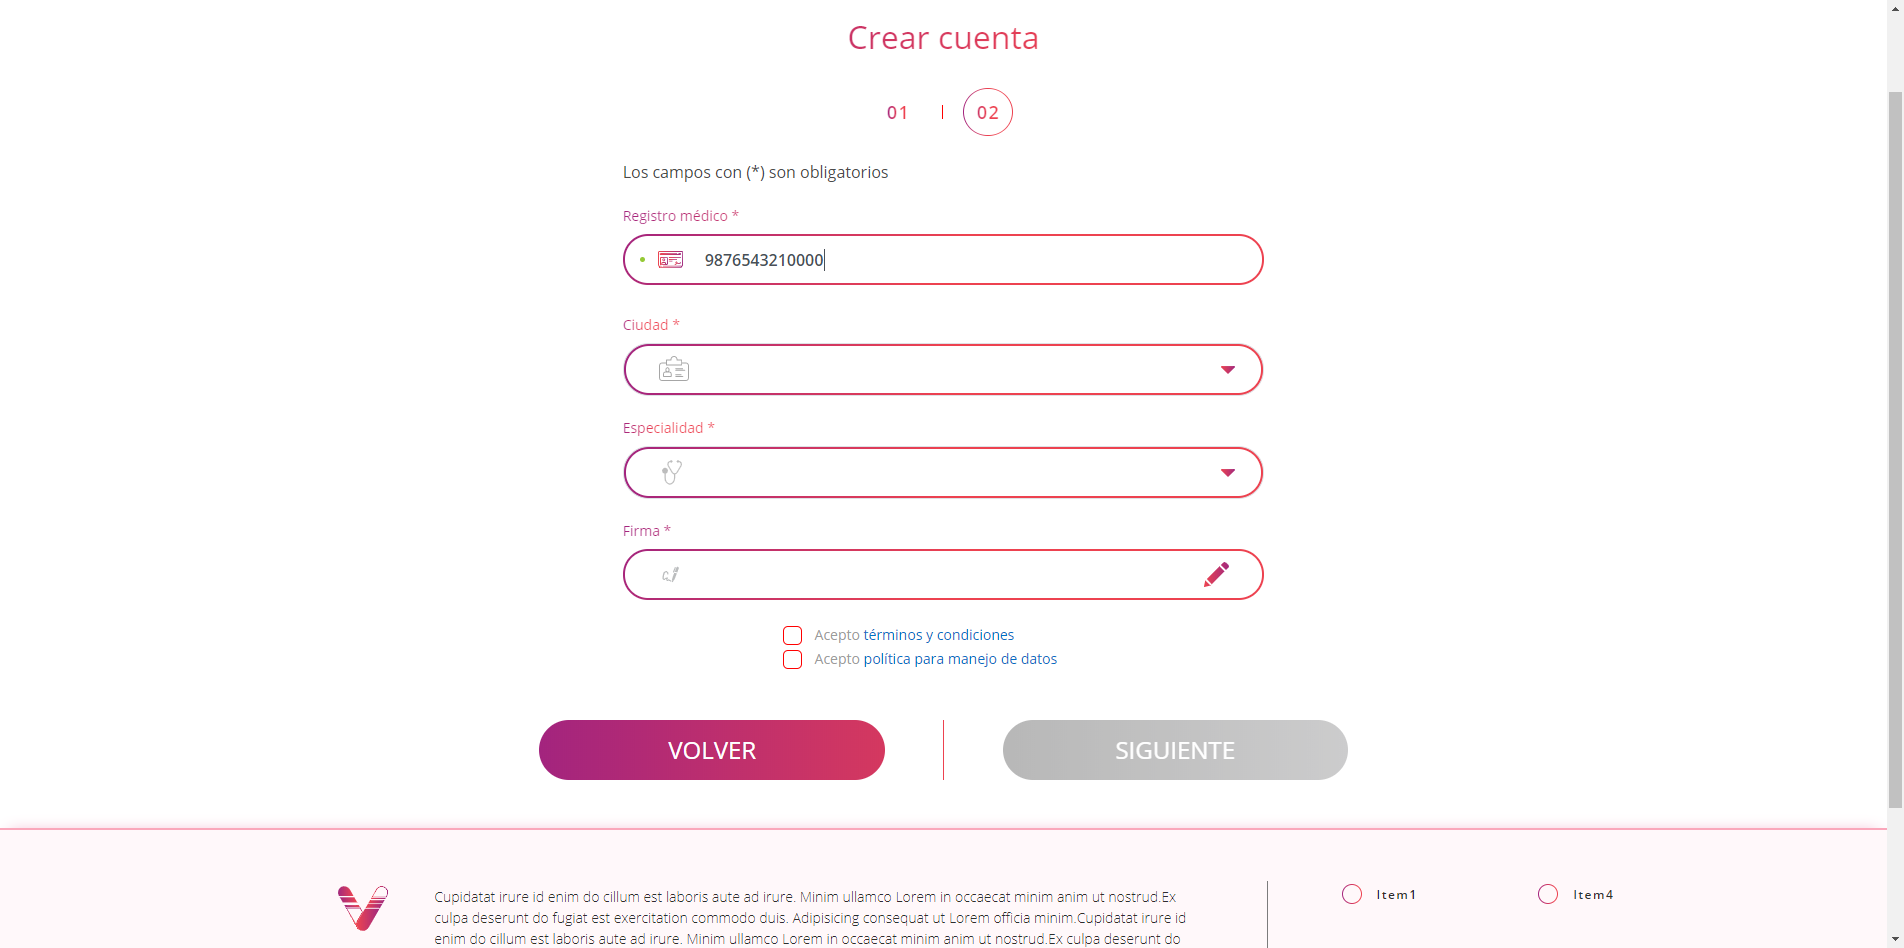 Crear cuenta
01
02
Los campos con (*) son obligatorios
Registro médico *
9876543210000
Ciudad *
Especialidad *
Firma *
Acepto términos y condiciones
Acepto política para manejo de datos
VOLVER
SIGUIENTE
Cupidatat irure id enim do cillum est laboris aute ad irure. Minim ullamco Lorem in occaecat minim anim ut nostrud.Ex
culpa deserunt do fugiat est exercitation commodo duis. Adipisicing consequat ut Lorem officia minim.Cupidatat irure id
enim do cillum est laboris aute ad irure. Minim ullamco Lorem in occaecat minim anim ut nostrud.Ex culpa deserunt do
Item1
Item4